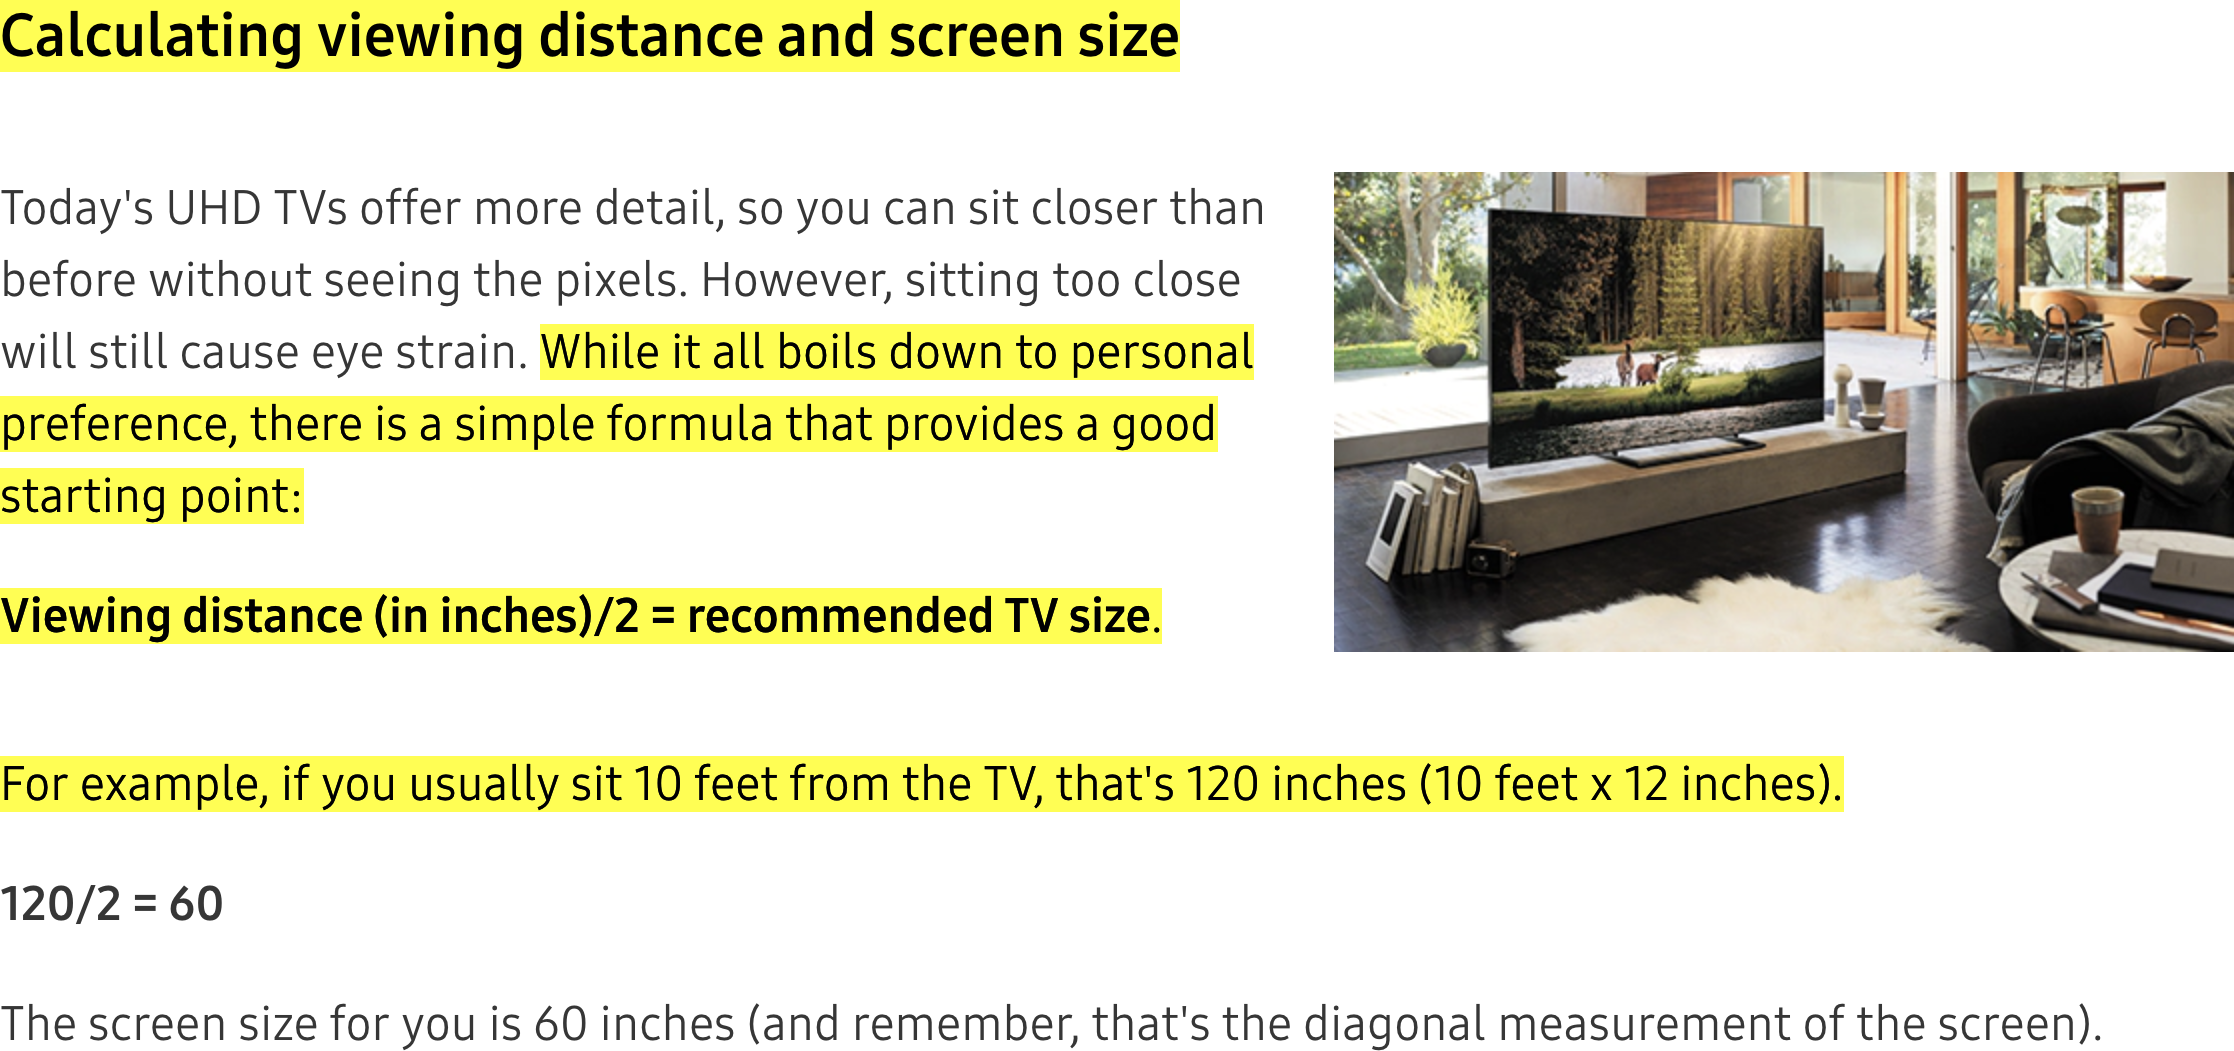 Calculating viewing distance and screen size
Today's UHD TVs offer more detail, so you can sit closer than
before without seeing the pixels. However, sitting too close
will still cause eye strain. While it all boils down to personal
preference, there is a simple formula that provides a good
starting point:
Viewing distance (in inches)/2 = recommended TV size.
For example, if you usually sit 10 feet from the TV, that's 120 inches (10 feet x 12 inches).
120/2 = 60
The screen size for you is 60 inches (and remember, that's the diagonal measurement of the screen).